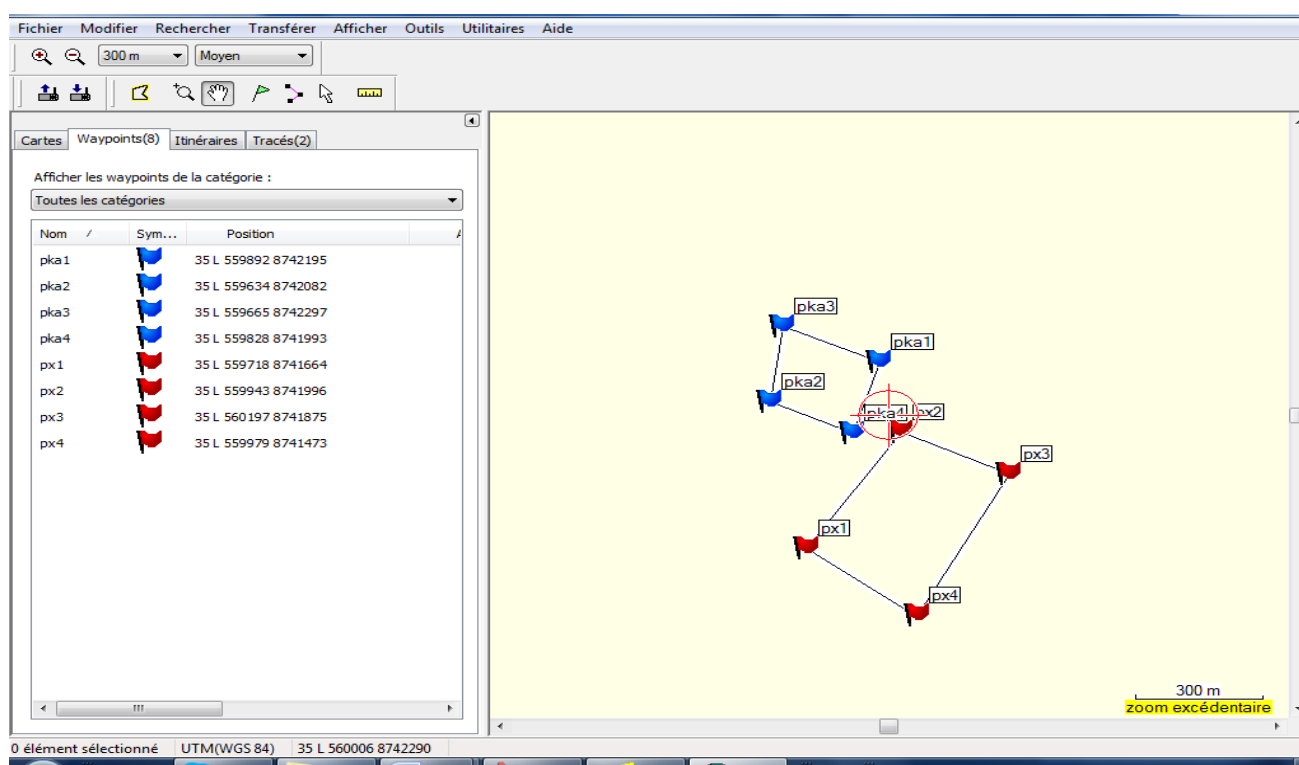 Fichier Modifier Rechercher Transférer Afficher Outils Utilitaires Aide
300 m Moyen
Cartes Waypoints(8) Itinéraires Tracés(2)
Afficher les waypoints de la catégorie :
Toutes les catégories
Nom Sym... Position
pka1 35 L 559892 8742195
pka2 35 L 559634 8742082
pka3 35 L 559665 8742297
pka4 35 L 559828 8741993
px1 35 L 559718 8741664
px2 35 L 559943 8741996
px3 35 L 560197 8741875
px4 35 L 559979 8741473
pka3
pka1
pka2
pka4 px2
px3
px1
px4
300 m
zoom excédentaire
0 élément sélectionné UTM(WGS 84) 35 L 560006 8742290